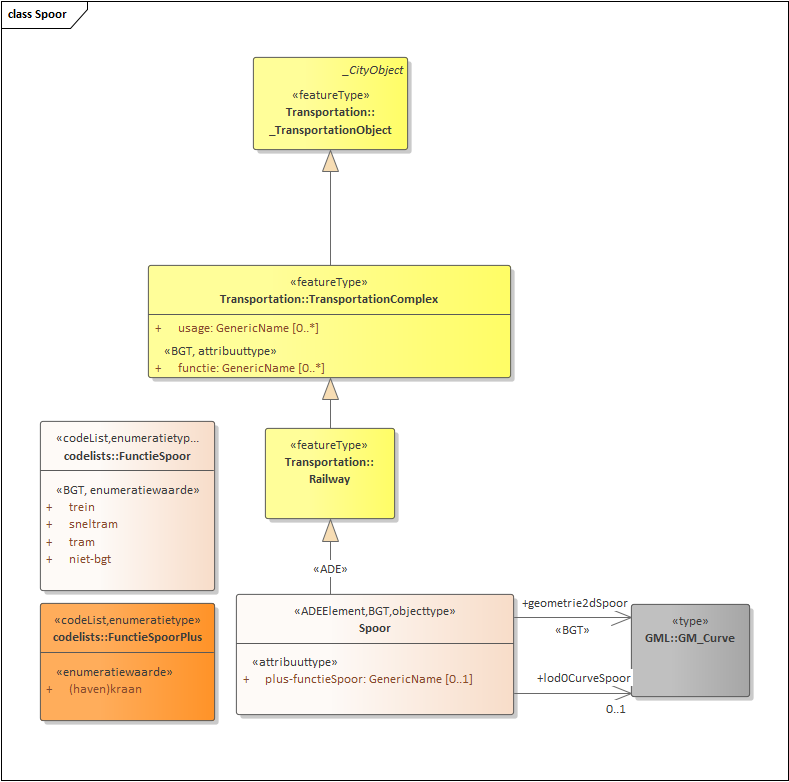 class Spoor
_CityObject
«featureType»
Transportation::
_TransportationObject
«featureType»
Transportation::TransportationComplex
+ usage: GenericName [0..*]
«BGT, attribuuttype»
+ functie: GenericName [0..*]
«codeList,enumeratietyp...
codelists::FunctieSpoor
«BGT, enumeratiewaarde»
+ trein
+ sneltram
+ tram
+ niet-bgt
«featureType»
Transportation::
Railway
«ADE»
«codeList,enumeratietype»
codelists::FunctieSpoorPlus
«enumeratiewaarde»
+ (haven)kraan
«ADEElement,BGT,objecttype»
Spoor
«attribuuttype»
+ plus-functieSpoor: GenericName [0..1]
+geometrie2dSpoor
«BGT»
+lod0CurveSpoor
0..1
«type»
GML::GM_Curve